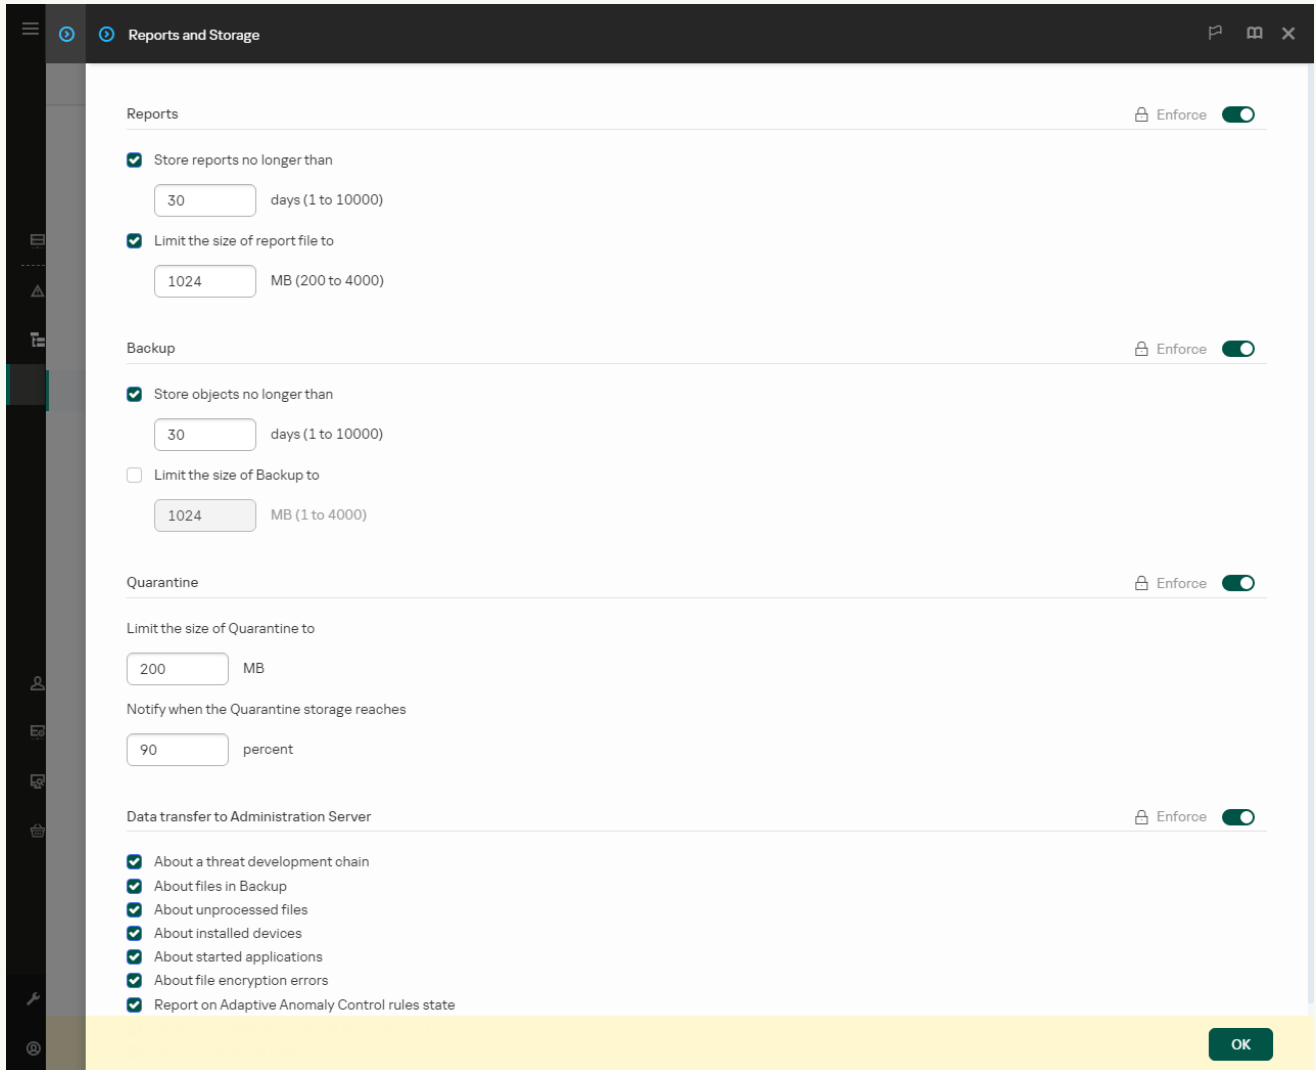 Reports and Storage
Reports
Enforce
Store reports no longer than
30 days (1 to 10000)
Limit the size of report file to
1024 MB (200 to 4000)
Backup
Enforce
Store objects no longer than
30 days (1 to 10000)
Limit the size of Backup to
1024 MB (1 to 4000)
Quarantine
Enforce
Limit the size of Quarantine to
200 MB
Notify when the Quarantine storage reaches
90 percent
Data transfer to Administration Server
Enforce
About a threat development chain
About files in Backup
About unprocessed files
About installed devices
About started applications
About file encryption errors
Report on Adaptive Anomaly Control rules state
OK